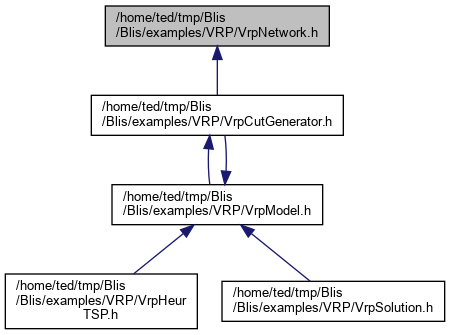 /home/ted/tmp/Blis
/Blis/examples/VRP/VrpNetwork.h
/home/ted/tmp/Blis
/Blis/examples/VRP/VrpCutGenerator.h
/home/ted/tmp/Blis
/Blis/examples/VRP/VrpModel.h
/home/ted/tmp/Blis
/Blis/examples/VRP/VrpHeur
TSP.h
/home/ted/tmp/Blis
/Blis/examples/VRP/VrpSolution.h